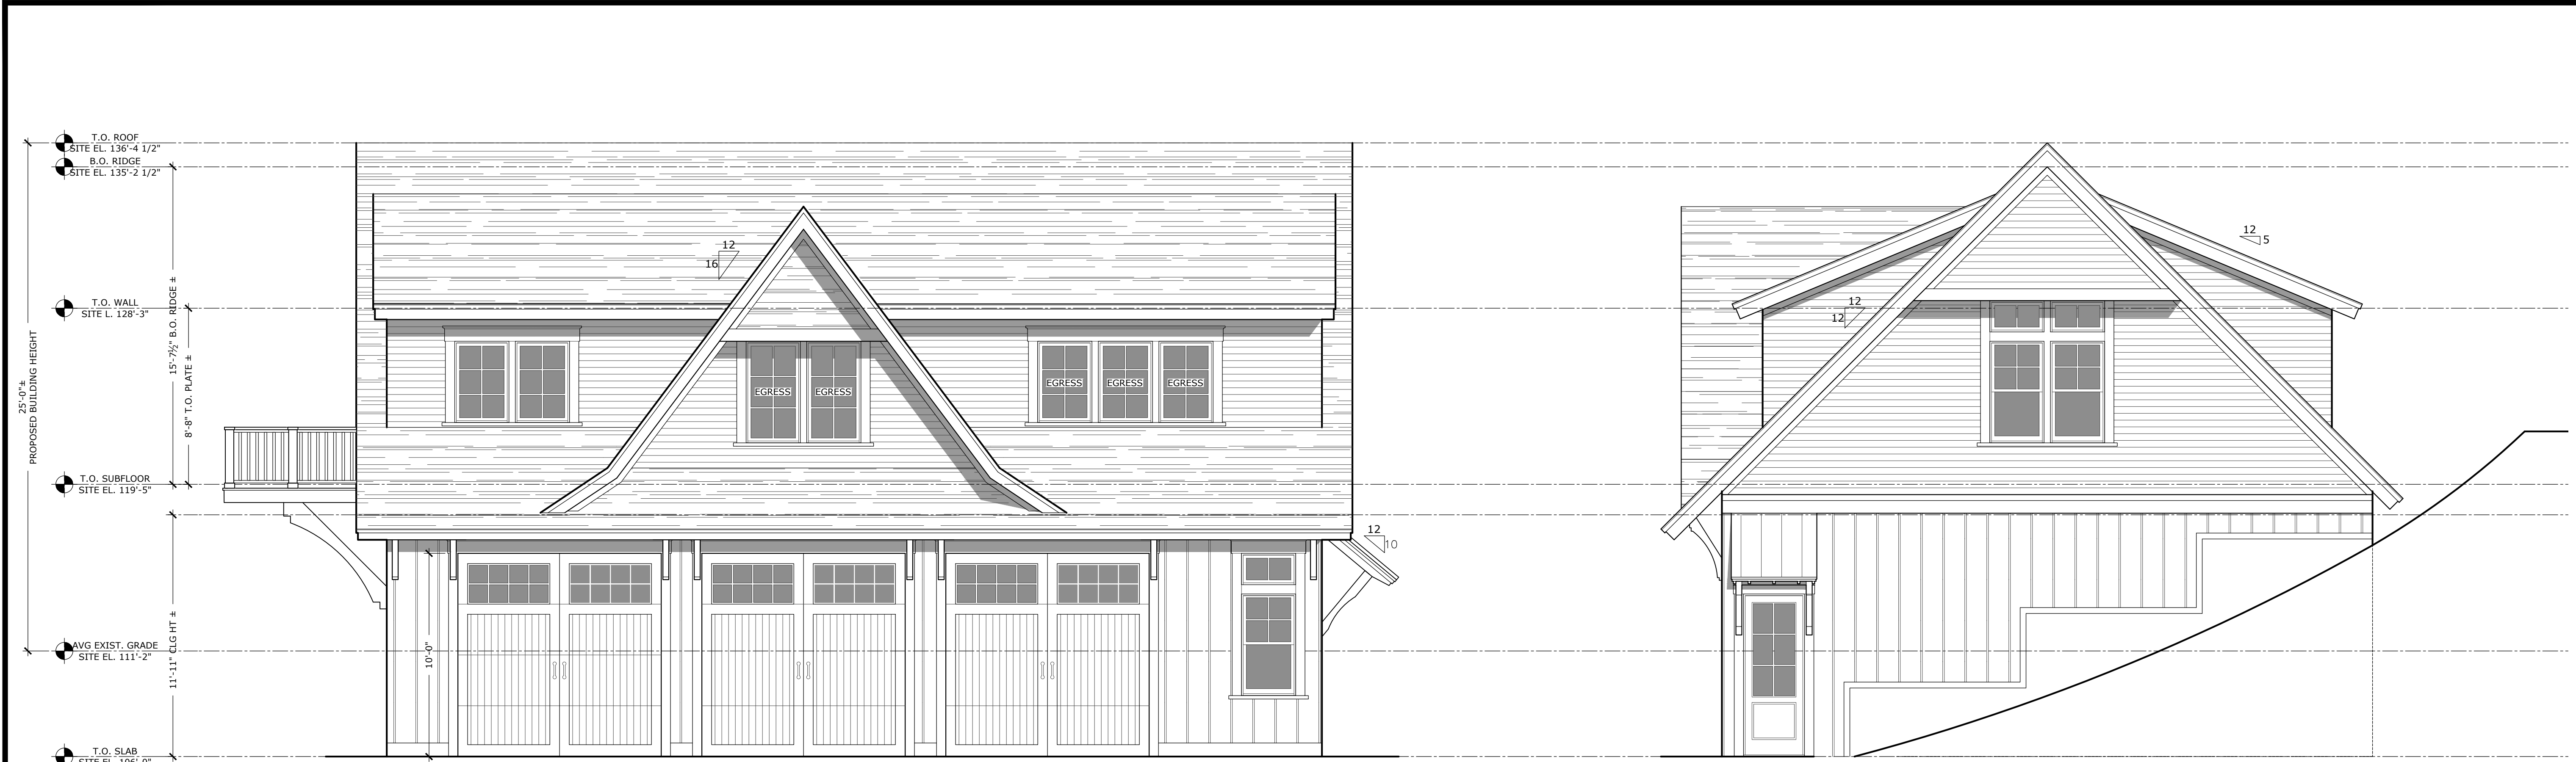 T.O. ROOF
SITE EL. 136'-4 1/2"
B.O. RIDGE
SITE EL. 135'-2 1/2"
T.O. WALL
SITE L. 128'-3"
T.O. SUBFLOOR
SITE EL. 119'-5"
AVG EXIST. GRADE
SITE EL. 111'-2"
T.O. SLAB
25'-0"±
PROPOSED BUILDING HEIGHT
15'-7½" B.O. RIDGE ±
8'-8" T.O. PLATE ±
11'-11" CLG HT ±
10'-0"
12
16
EGRESS
EGRESS
EGRESS
EGRESS
EGRESS
12
10
12
12
12
5